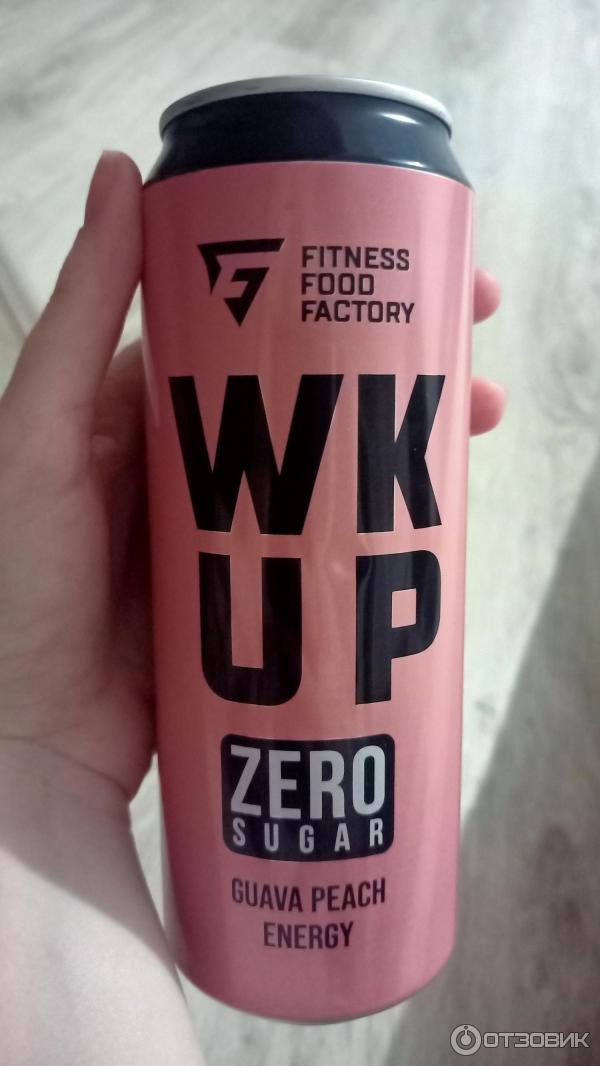 FITNESS
FOOD
FACTORY
WK
UP
ZERO
SUGAR
GUAVA PEACH
ENERGY
ОТЗОВИК